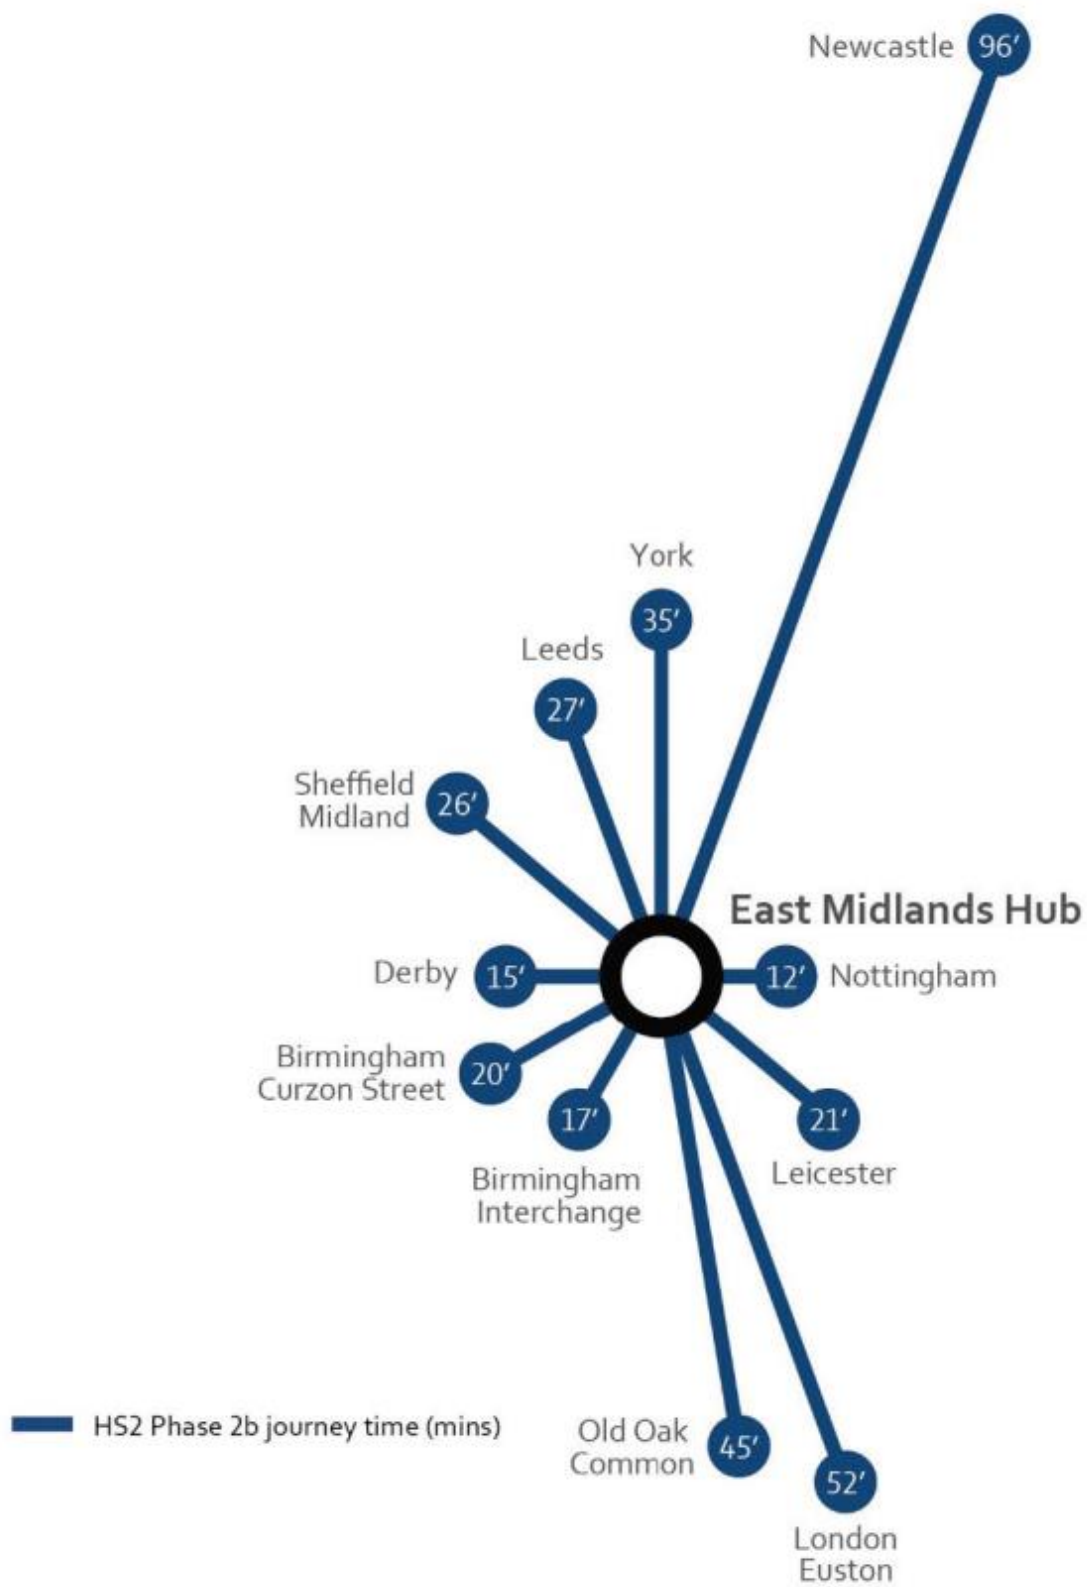 Newcastle 96′
York
35′
Leeds
27′
Sheffield
Midland
26′
East Midlands Hub
Derby 15′
12′ Nottingham
Birmingham
Curzon Street
20′
17′
Birmingham
Interchange
21′
Leicester
HS2 Phase 2b journey time (mins)
Old Oak
Common
45′
52′
London
Euston